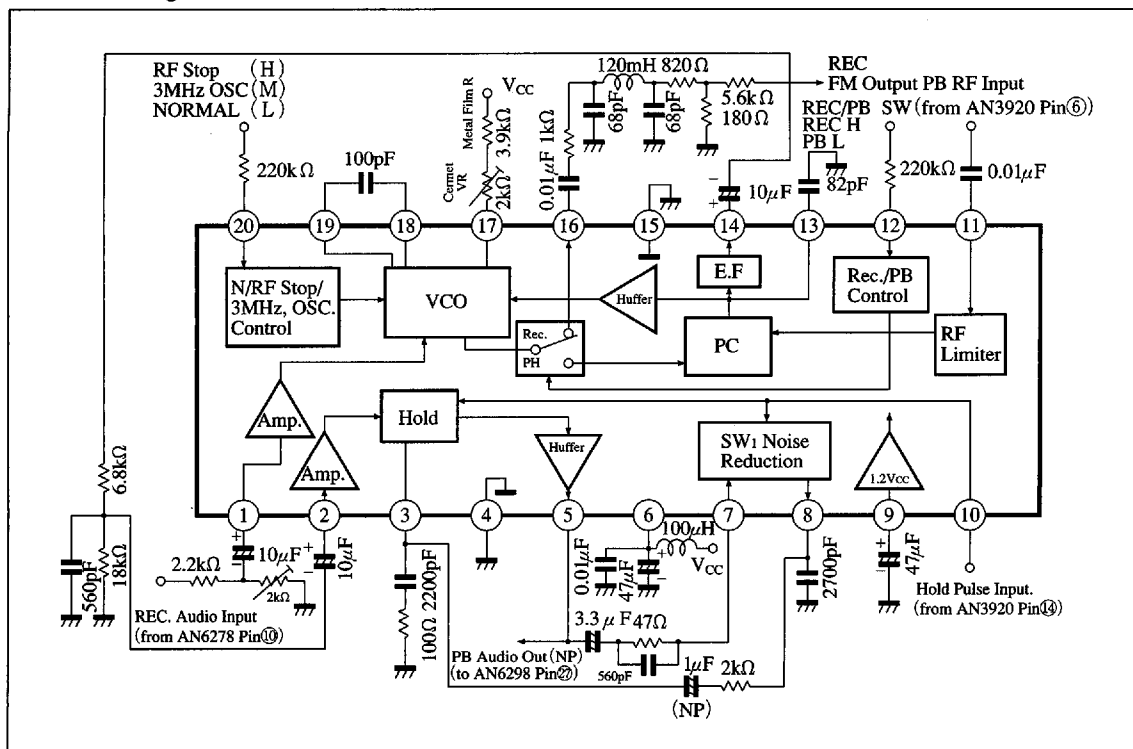 RF Stop (H)
3MHz OSC (M)
NORMAL (L)
220kΩ
100pF
Metal Film R
Cermet VR
VCC
3.9kΩ
2kΩ
0.01μF
1kΩ
120mH
820Ω
68pF
68pF
5.6kΩ
180Ω
REC
FM Output PB RF Input
10μF
−
+
REC/PB SW (from AN3920 Pin⑥)
REC H
PB L
82pF
220kΩ
0.01μF
20
19
18
17
16
15
14
13
12
11
N/RF Stop/
3MHz, OSC.
Control
VCO
Huffer
E.F
PC
Rec./PB
Control
RF
Limiter
Rec.
PH
Amp.
Amp.
Hold
Huffer
SW1 Noise
Reduction
1.2VCC
1
2
3
4
5
6
7
8
9
10
6.8kΩ
560pF
18kΩ
2.2kΩ
+
−
10μF
2kΩ
+
−
10μF
REC. Audio Input
(from AN6278 Pin⑩)
2200pF
100Ω
0.01μF
+
−
47μF
100μH
VCC
3.3μF
47Ω
560pF
PB Audio Out (NP)
(to AN6298 Pin㉗)
1μF
(NP)
2kΩ
2700pF
+
−
47μF
Hold Pulse Input.
(from AN3920 Pin⑭)